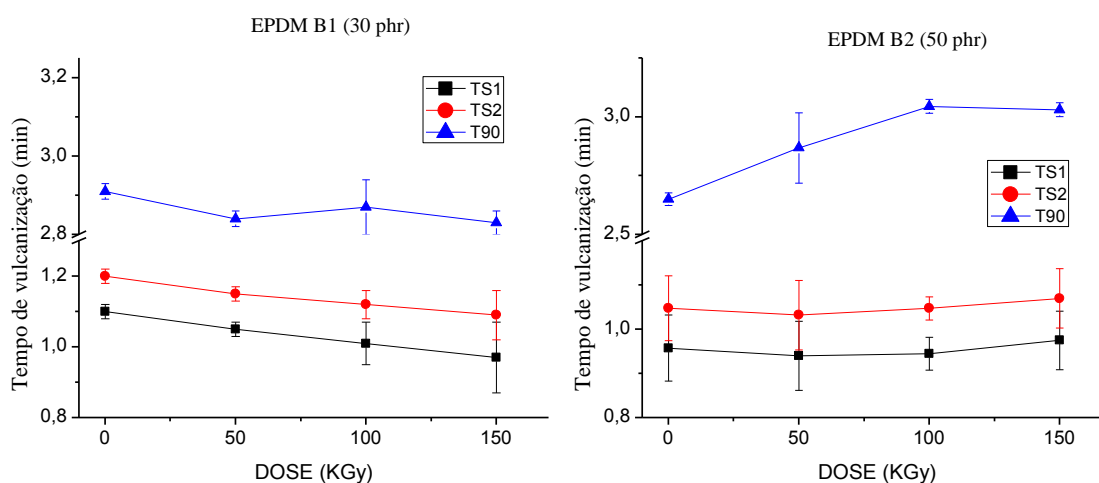 EPDM B1 (30 phr)
Tempo de vulcanização (min)
3,2
3,0
2,8
1,2
1,0
0,8
TS1
TS2
T90
0 50 100 150
DOSE (KGy)
EPDM B2 (50 phr)
Tempo de vulcanização (min)
3,0
2,5
1,0
TS1
TS2
T90
0 50 100 150
DOSE (KGy)